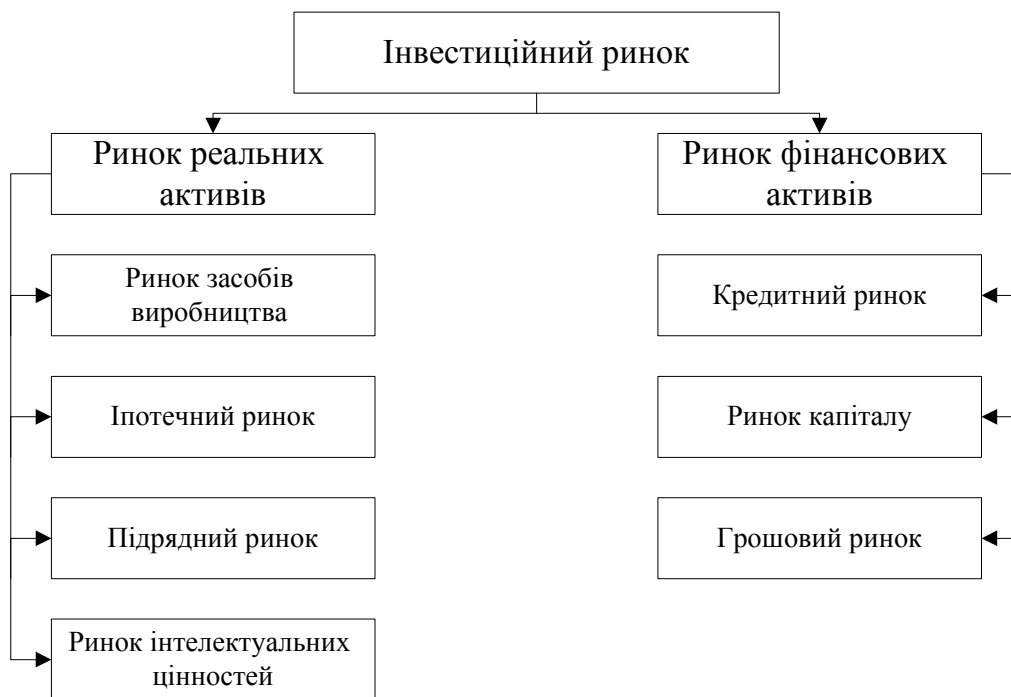 Інвестиційний ринок
Ринок реальних
активів
Ринок фінансових
активів
Ринок засобів
виробництва
Кредитний ринок
Іпотечний ринок
Ринок капіталу
Підрядний ринок
Грошовий ринок
Ринок інтелектуальних
цінностей